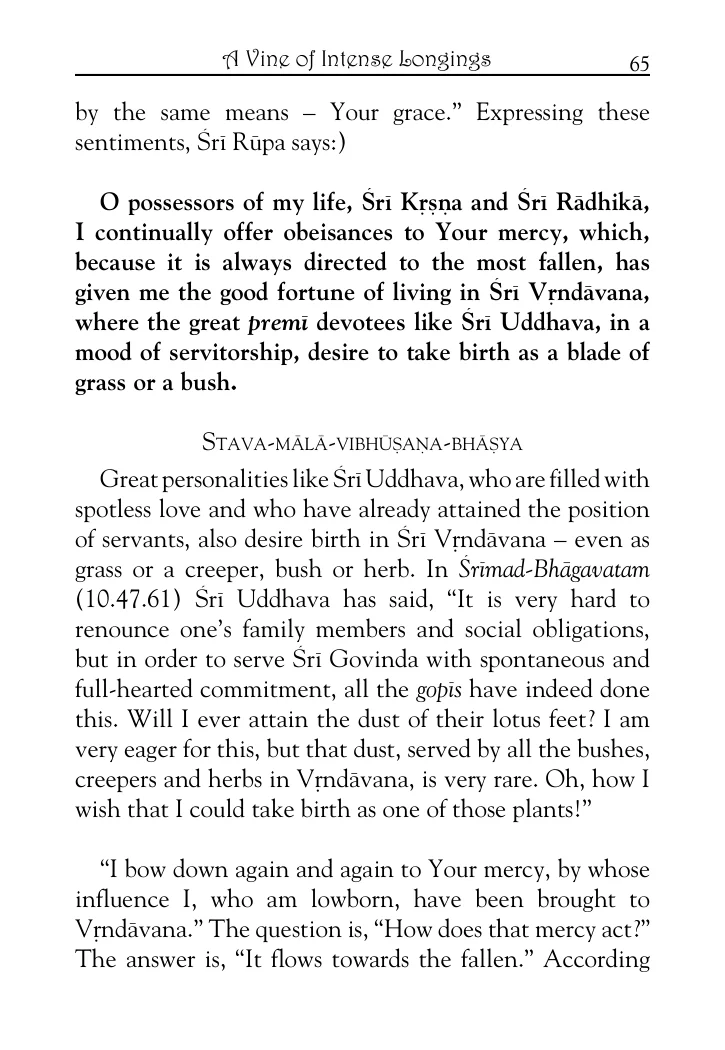 A Vine of Intense Longings 65
by the same means – Your grace.” Expressing these
sentiments, Śrī Rūpa says:)
O possessors of my life, Śrī Kṛṣṇa and Śrī Rādhikā,
I continually offer obeisances to Your mercy, which,
because it is always directed to the most fallen, has
given me the good fortune of living in Śrī Vṛndāvana,
where the great premī devotees like Śrī Uddhava, in a
mood of servitorship, desire to take birth as a blade of
grass or a bush.
Stava-mālā-vibhūṣaṇa-bhāṣya
Great personalities like Śrī Uddhava, who are filled with
spotless love and who have already attained the position
of servants, also desire birth in Śrī Vṛndāvana – even as
grass or a creeper, bush or herb. In Śrīmad-Bhāgavatam
(10.47.61) Śrī Uddhava has said, “It is very hard to
renounce one’s family members and social obligations,
but in order to serve Śrī Govinda with spontaneous and
full-hearted commitment, all the gopīs have indeed done
this. Will I ever attain the dust of their lotus feet? I am
very eager for this, but that dust, served by all the bushes,
creepers and herbs in Vṛndāvana, is very rare. Oh, how I
wish that I could take birth as one of those plants!”
“I bow down again and again to Your mercy, by whose
influence I, who am lowborn, have been brought to
Vṛndāvana.” The question is, “How does that mercy act?”
The answer is, “It flows towards the fallen.” According